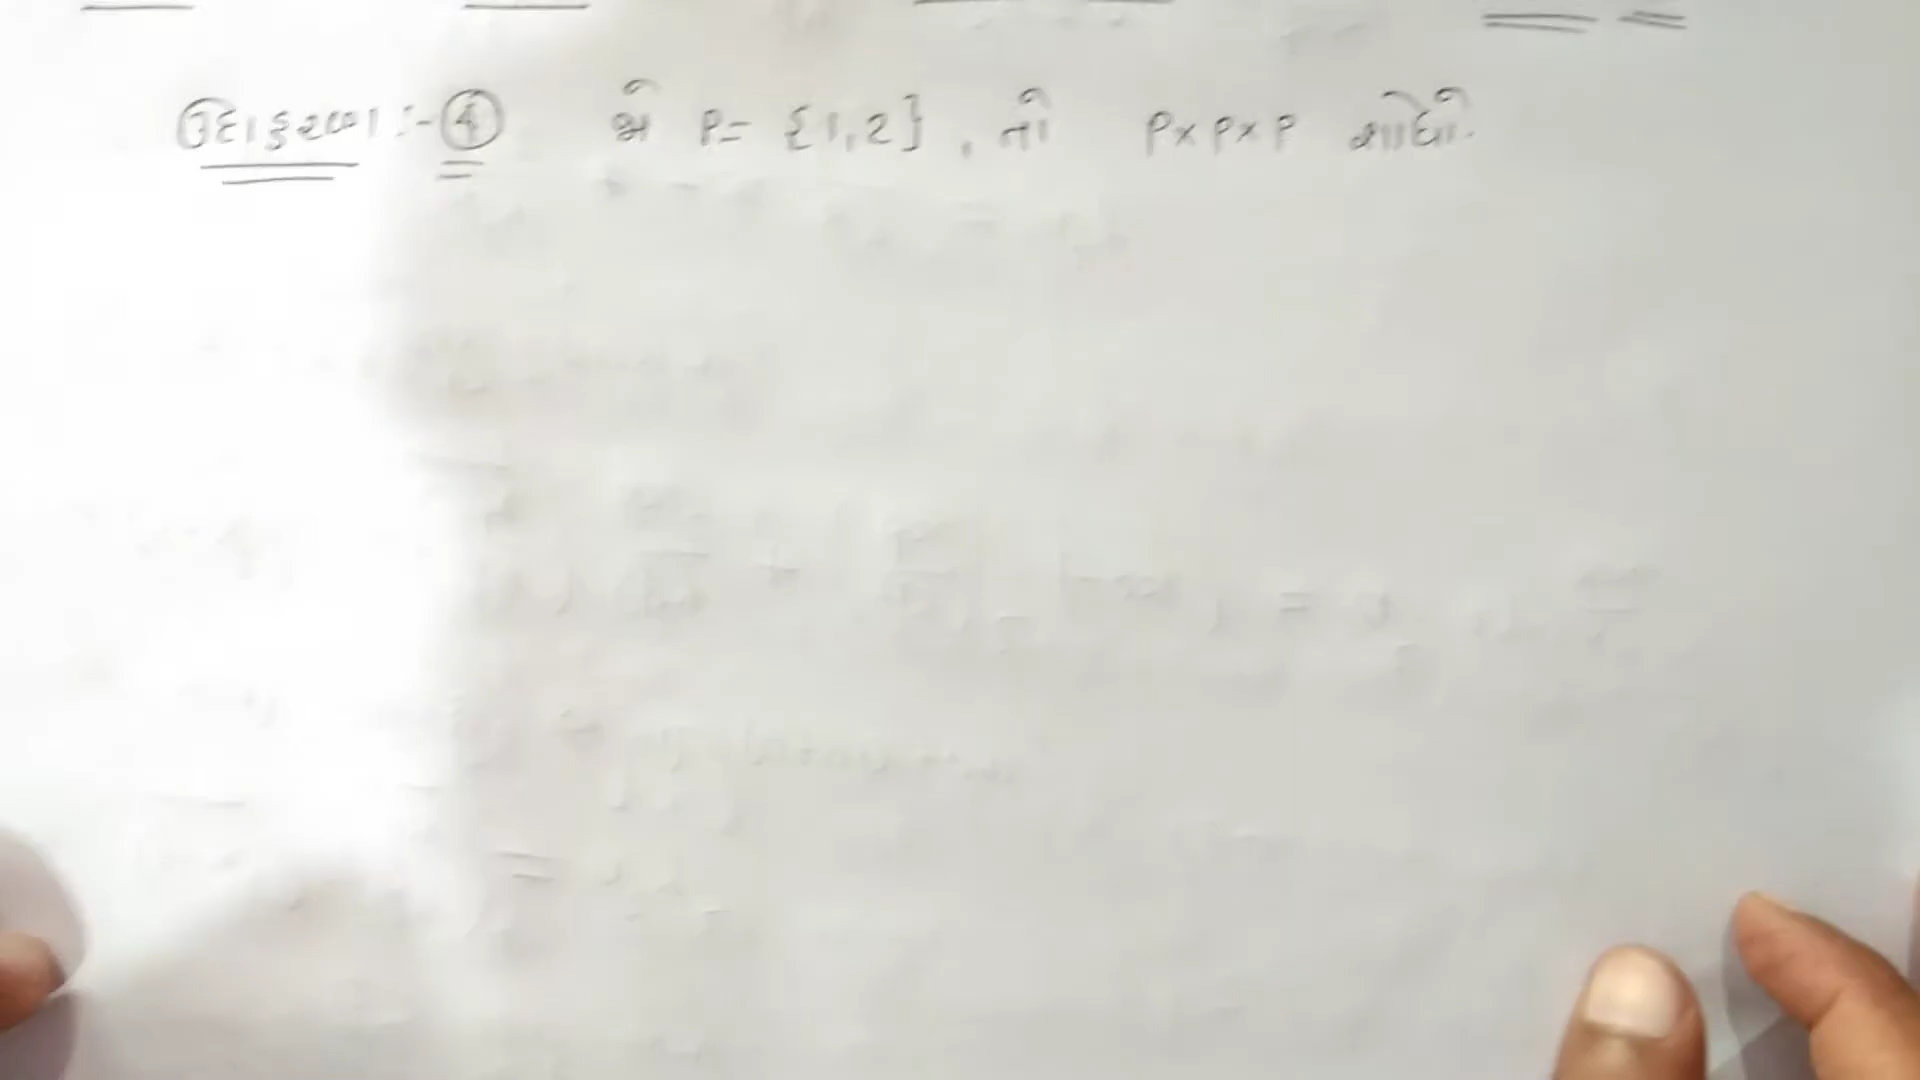 ઉદાહરણ :- ④ જો P = {1,2}, તો P×P×P શોધો.